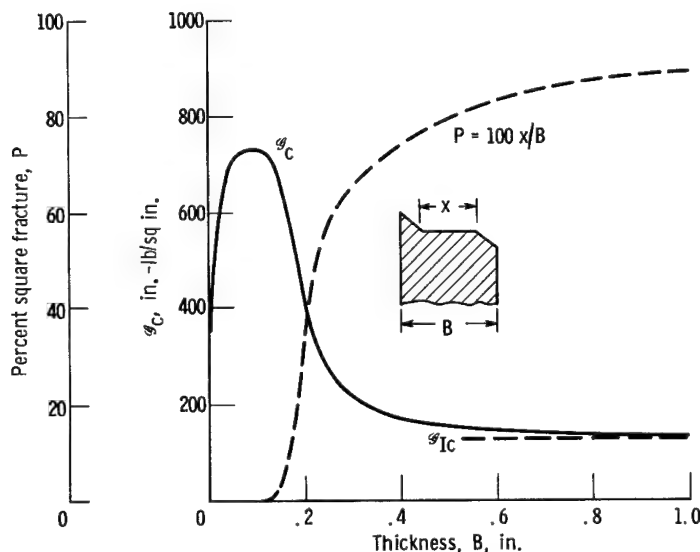 Percent square fracture, P
100
80
60
40
20
0
𝒢C, in. -lb/sq in.
1000
800
600
400
200
0
𝒢C
P = 100 x/B
x
B
𝒢Ic
.2
.4
.6
.8
1.0
Thickness, B, in.